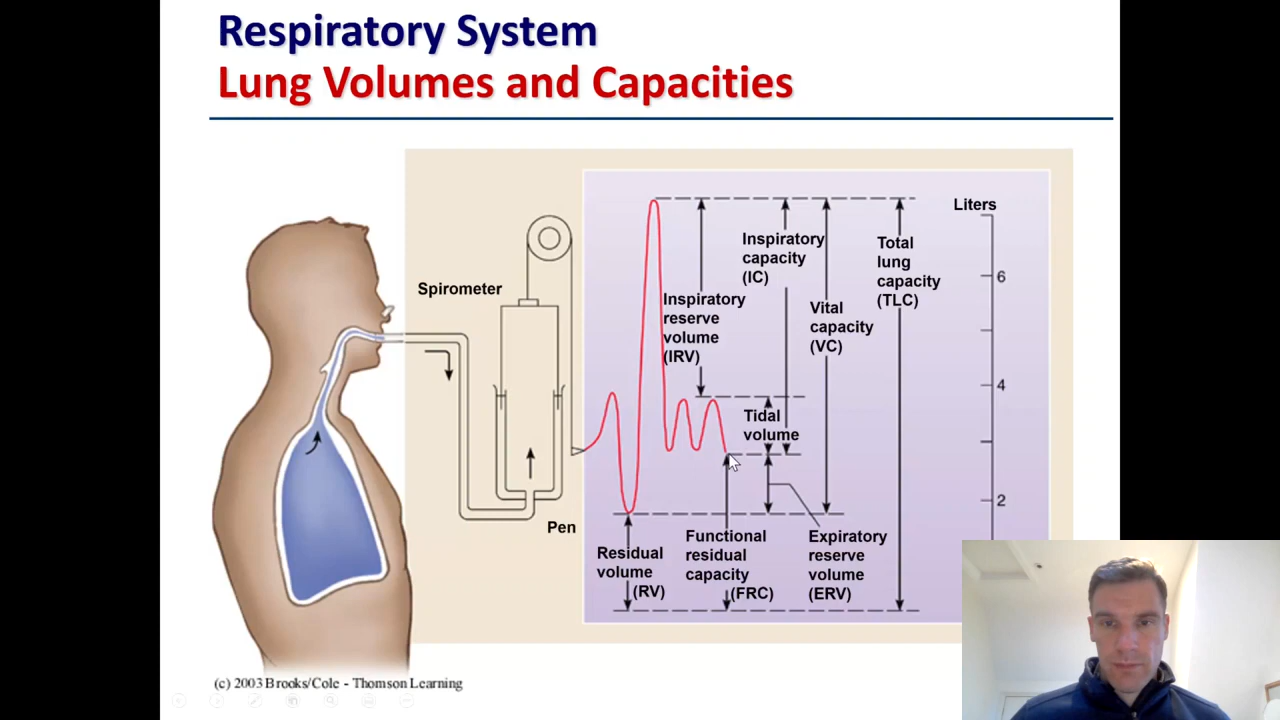 Respiratory System
Lung Volumes and Capacities
Liters
Inspiratory
capacity
(IC)
Total
lung
capacity
(TLC)
6
Spirometer
Inspiratory
reserve
volume
(IRV)
Vital
capacity
(VC)
4
Tidal
volume
2
Pen
Residual
volume
(RV)
Functional
residual
capacity
(FRC)
Expiratory
reserve
volume
(ERV)
(c) 2003 Brooks/Cole - Thomson Learning